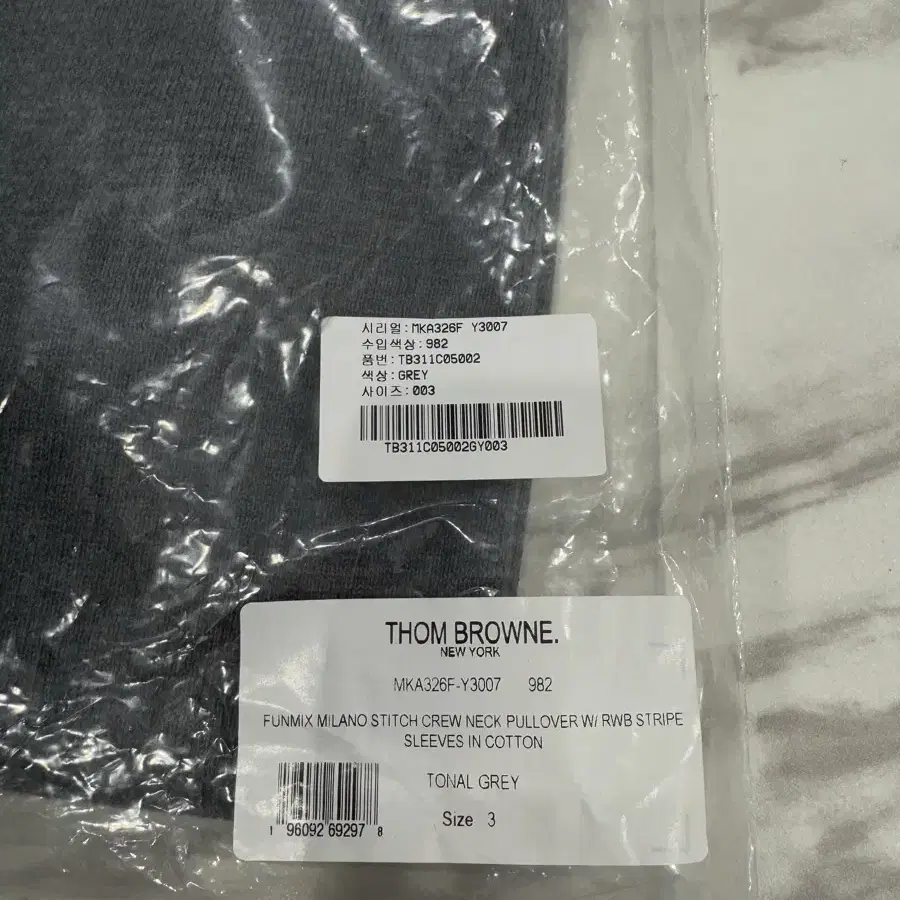 시리얼:MKA326F Y3007
수입색상:982
품번:TB311C05002
색상:GREY
사이즈:003
TB311C05002GY003
THOM BROWNE.
NEW YORK
MKA326F-Y3007 982
FUNMIX MILANO STITCH CREW NECK PULLOVER W/ RWB STRIPE
SLEEVES IN COTTON
TONAL GREY
Size 3
1 96092 69297 8